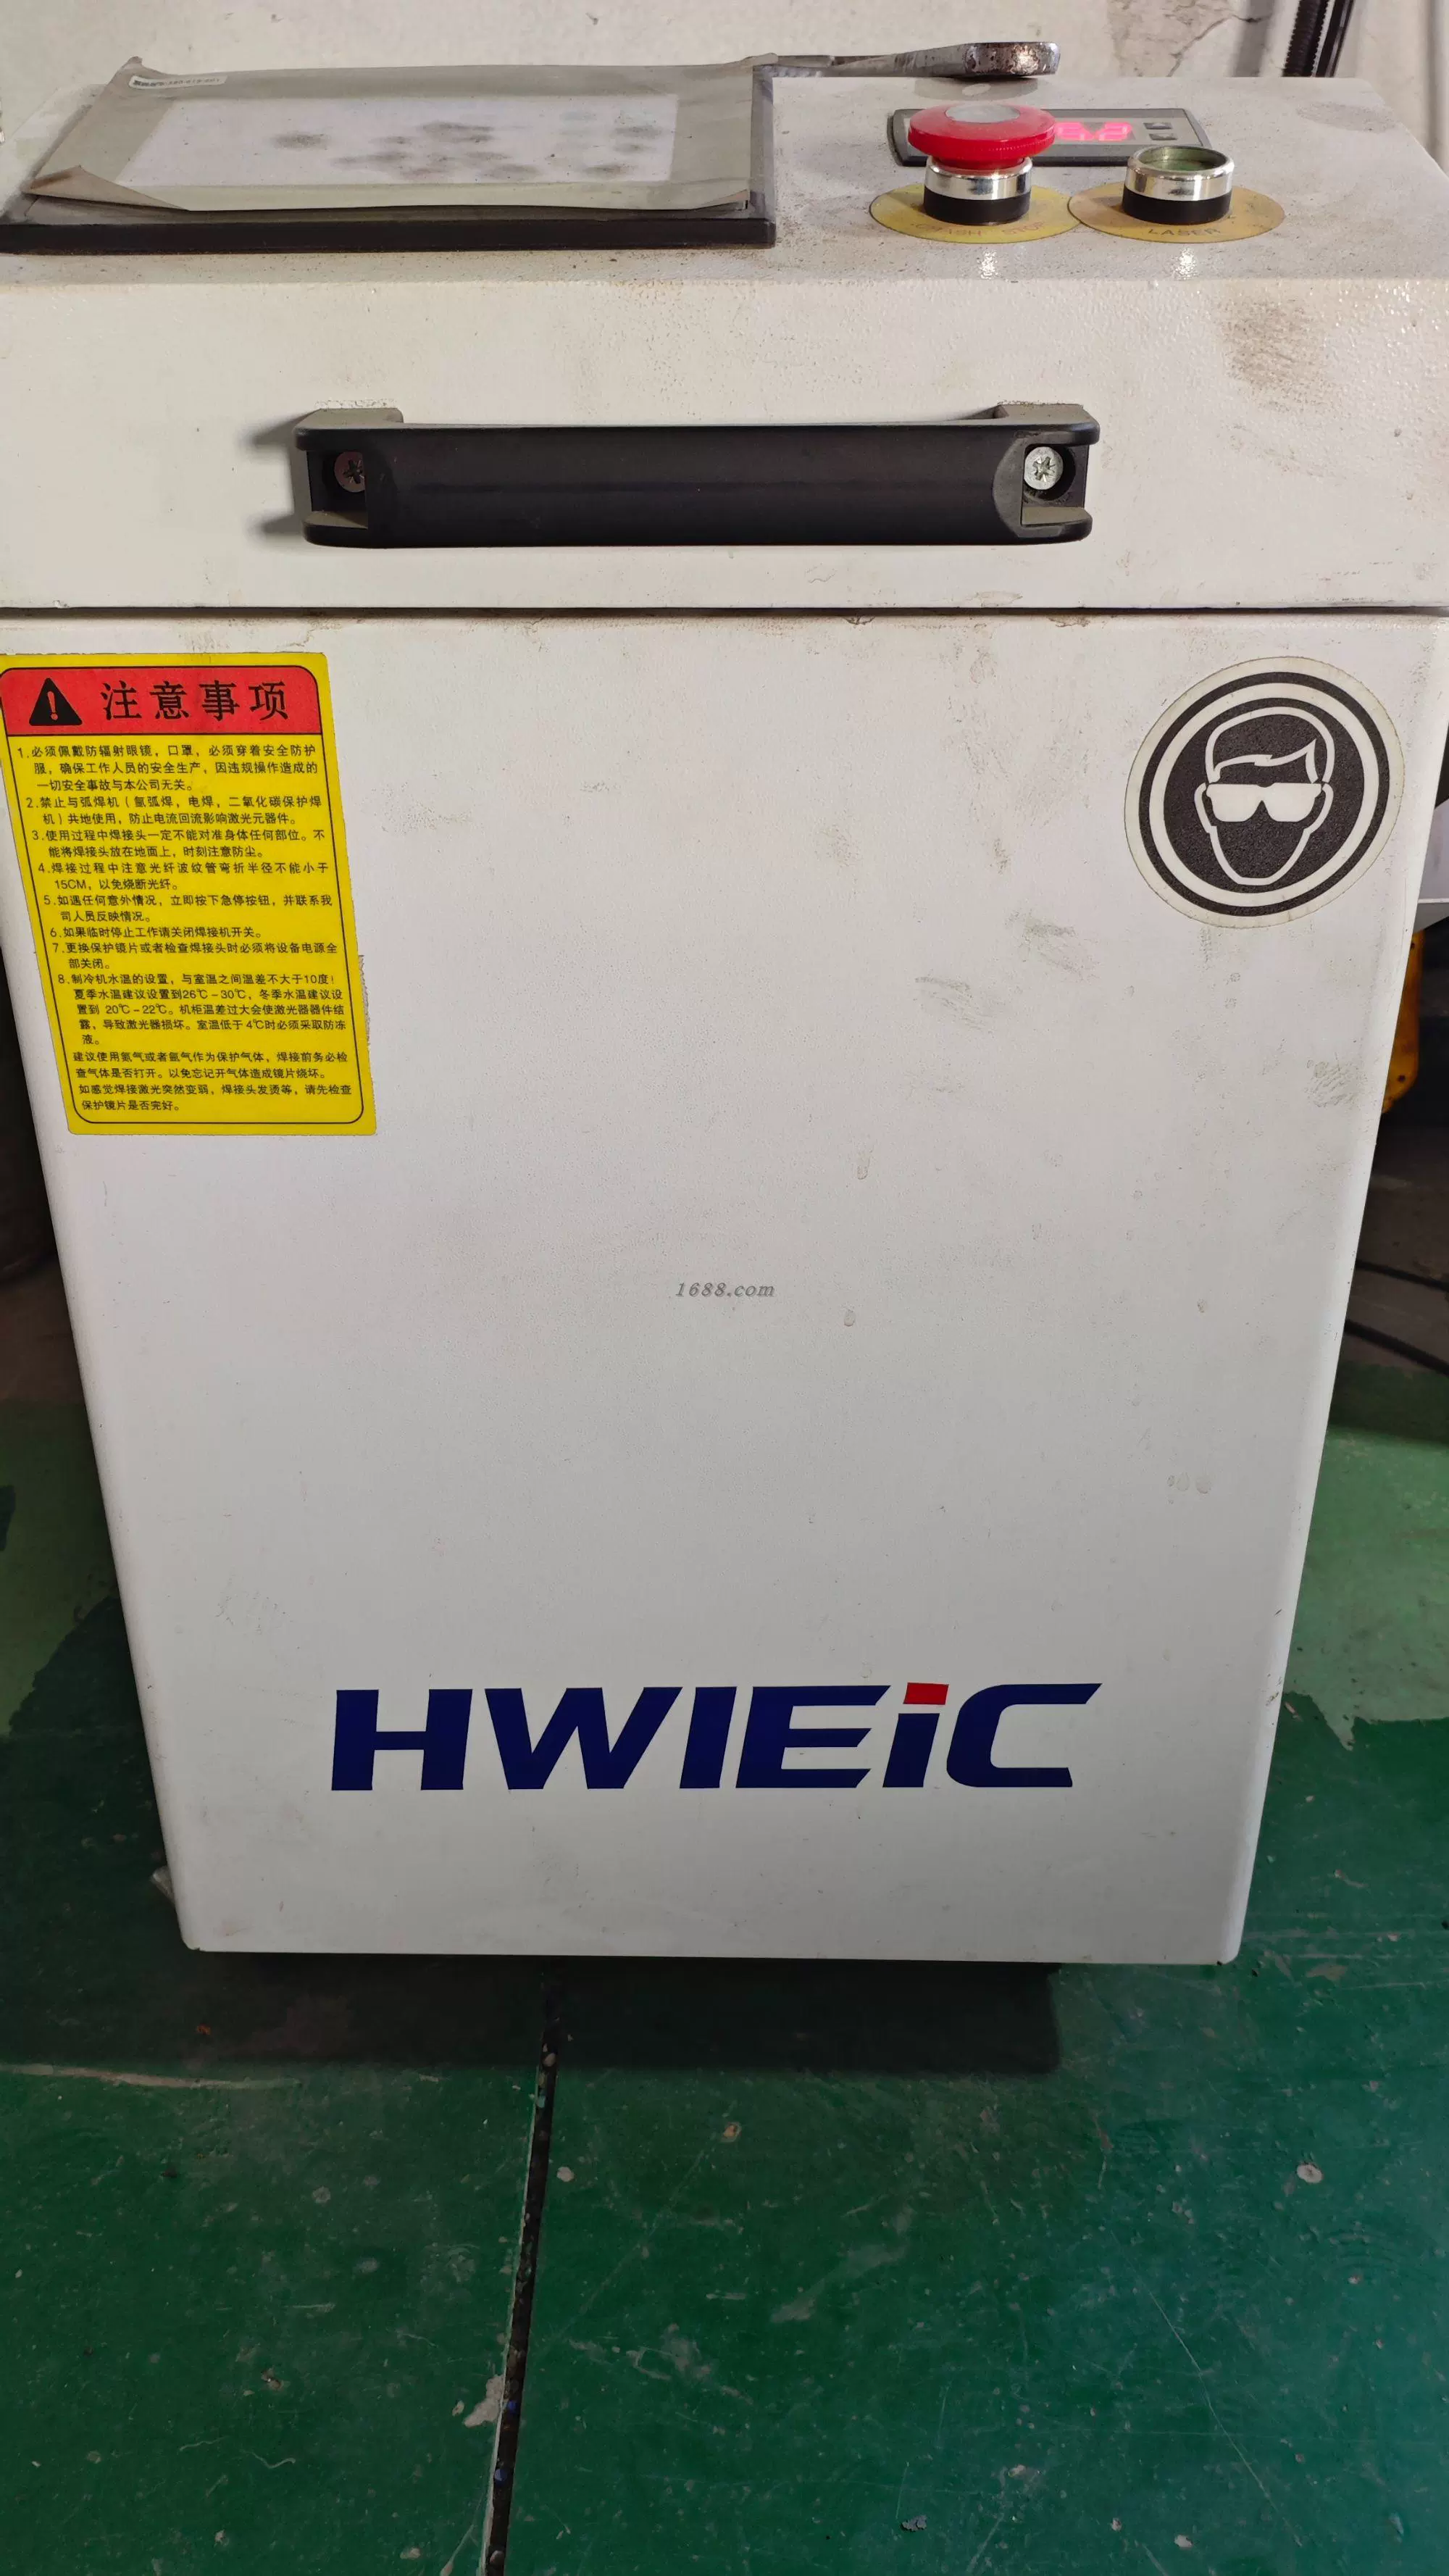 CRASH STOP
LASER
注意事项
1.必须佩戴防辐射眼镜，口罩，必须穿着安全防护
服，确保工作人员的安全生产，因违规操作造成的
一切安全事故与本公司无关。
2.禁止与弧焊机（氩弧焊，电焊，二氧化碳保护焊
机）共地使用，防止电流回流影响激光元器件。
3.使用过程中焊接头一定不能对准身体任何部位。不
能将焊接头放在地面上，时刻注意防尘。
4.焊接过程中注意光纤波纹管弯折半径不能小于
15CM，以免烧断光纤。
5.如遇任何意外情况，立即按下急停按钮，并联系我
司人员反映情况。
6.如果临时停止工作请关闭焊接机开关。
7.更换保护镜片或者检查焊接头时必须将设备电源全
部关闭。
8.制冷机水温的设置，与室温之间温差不大于10度！
夏季水温建议设置到26℃-30℃，冬季水温建议设
置到 20℃-22℃。机柜温差过大会使激光器器件结
露，导致激光器损坏。室温低于 4℃时必须采取防冻
液。
建议使用氮气或者氩气作为保护气体，焊接前务必检
查气体是否打开。以免忘记开气体造成镜片烧坏。
如感觉焊接激光突然变弱，焊接头发烫等，请先检查
保护镜片是否完好。
1688.com
HWIEiC